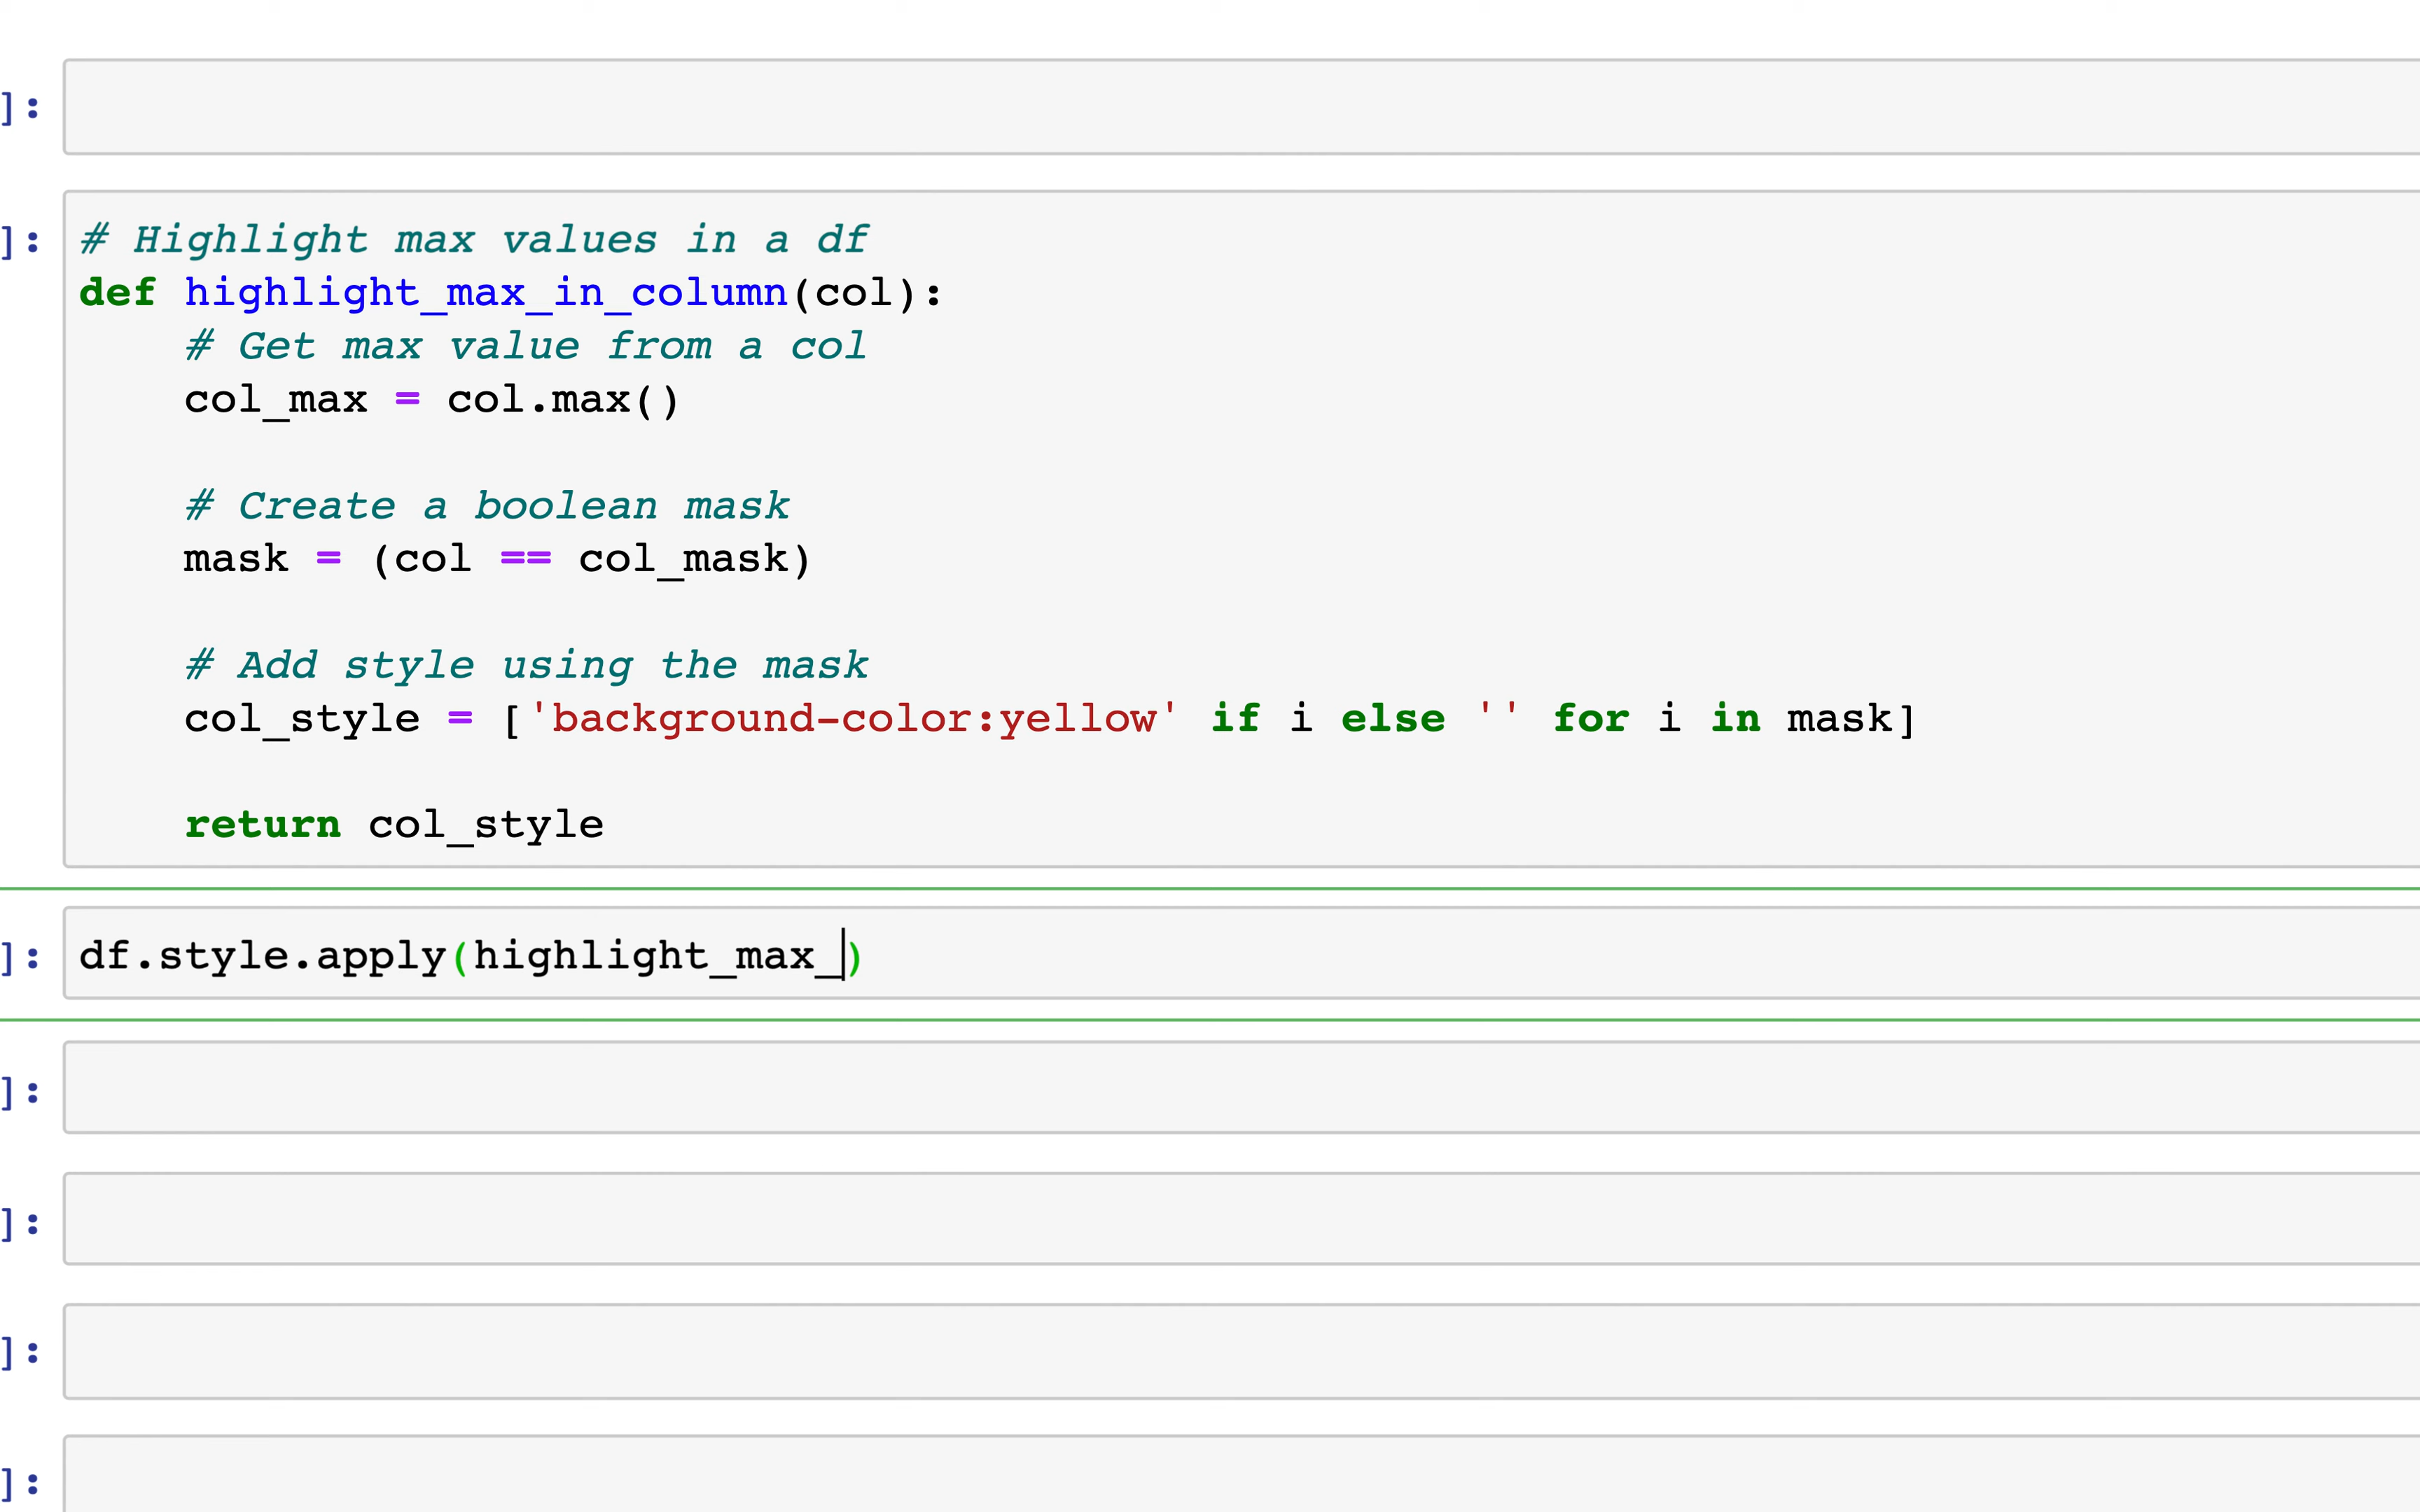 ]:
]:
# Highlight max values in a df
def highlight_max_in_column(col):
    # Get max value from a col
    col_max = col.max()
    # Create a boolean mask
    mask = (col == col_mask)
    # Add style using the mask
    col_style = ['background-color:yellow' if i else '' for i in mask]
    return col_style
]: df.style.apply(highlight_max_)
]:
]:
]:
]: